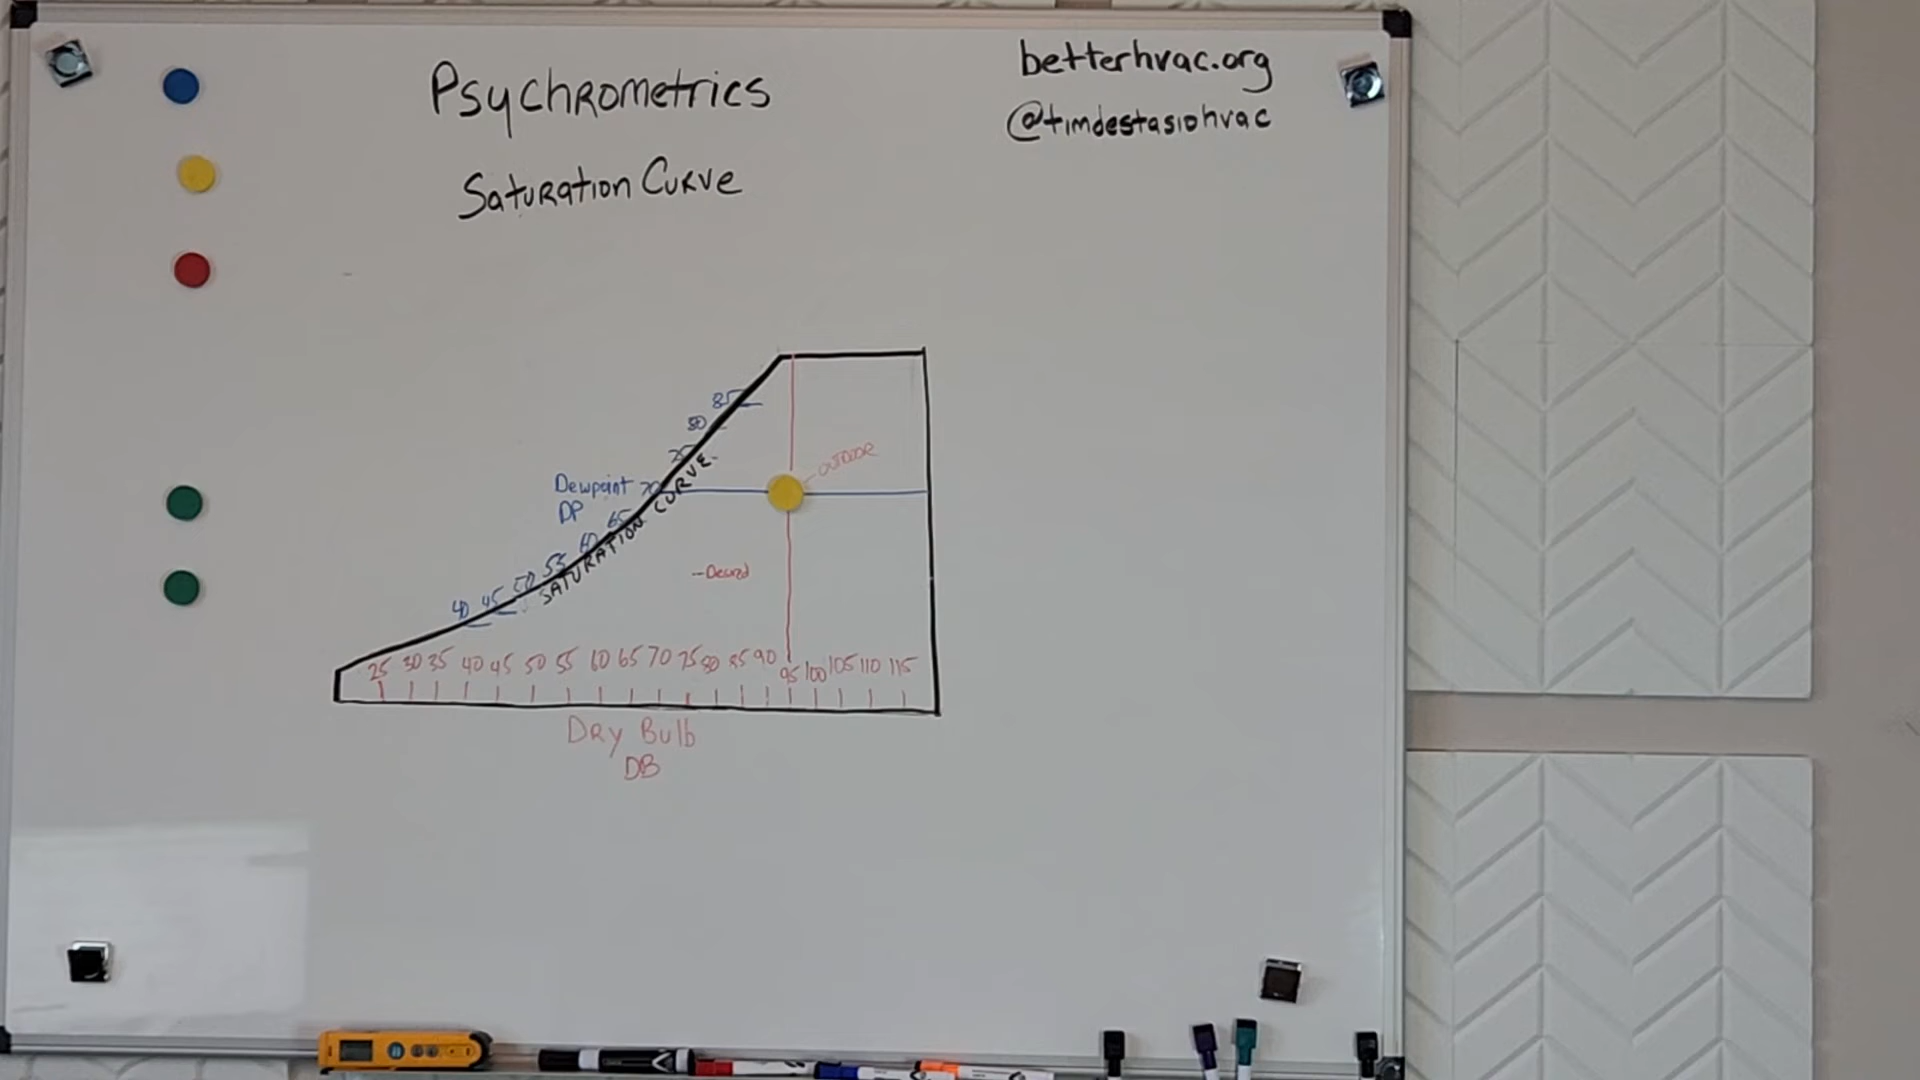 Psychrometrics
Saturation Curve
betterhvac.org
@timdestasiohvac
85
80
75
OUTDOOR
Dewpoint 70
DP
65
60
55
50
45
40
SATURATION CURVE
25 30 35 40 45 50 55 60 65 70 75 80 85 90 95 100 105 110 115
Dry Bulb
DB